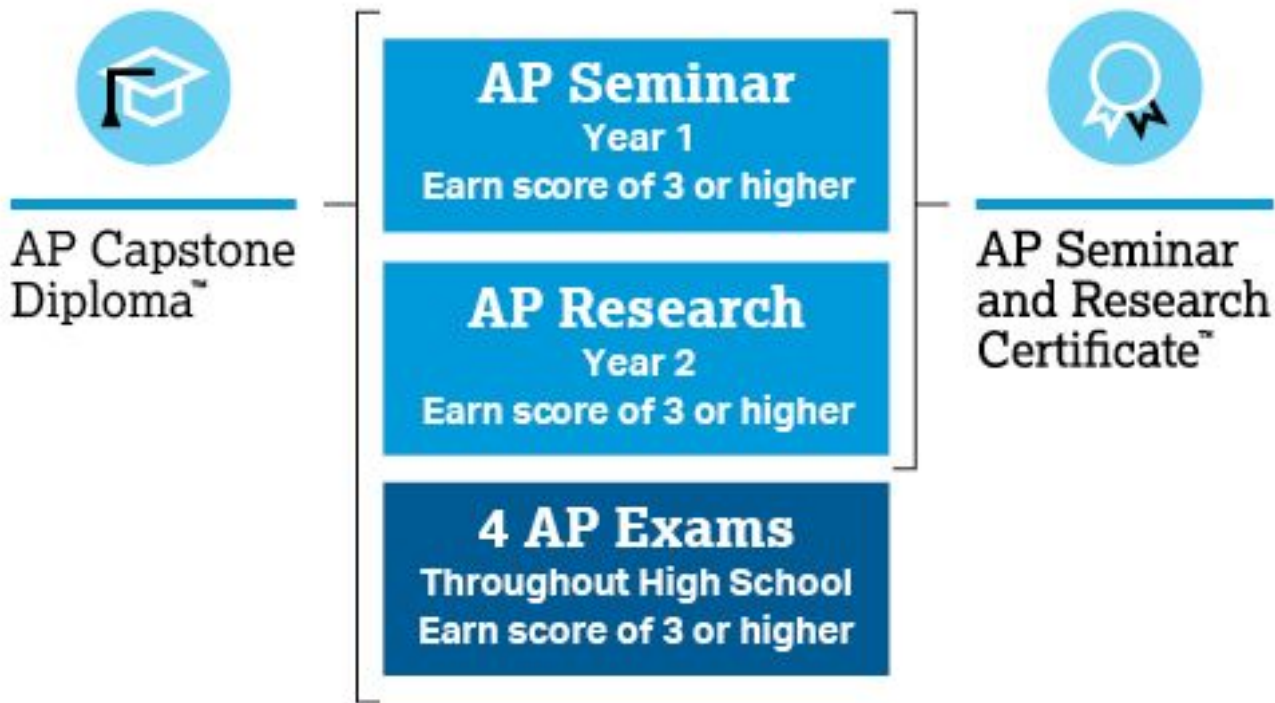 AP Capstone
Diploma™
AP Seminar
Year 1
Earn score of 3 or higher
AP Research
Year 2
Earn score of 3 or higher
4 AP Exams
Throughout High School
Earn score of 3 or higher
AP Seminar
and Research
Certificate™